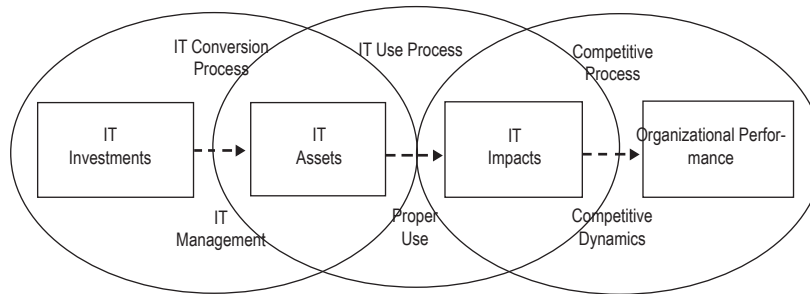 IT Conversion
Process
IT Use Process
Competitive
Process
IT
Investments
IT
Assets
IT
Impacts
Organizational Perfor-
mance
IT
Management
Proper
Use
Competitive
Dynamics